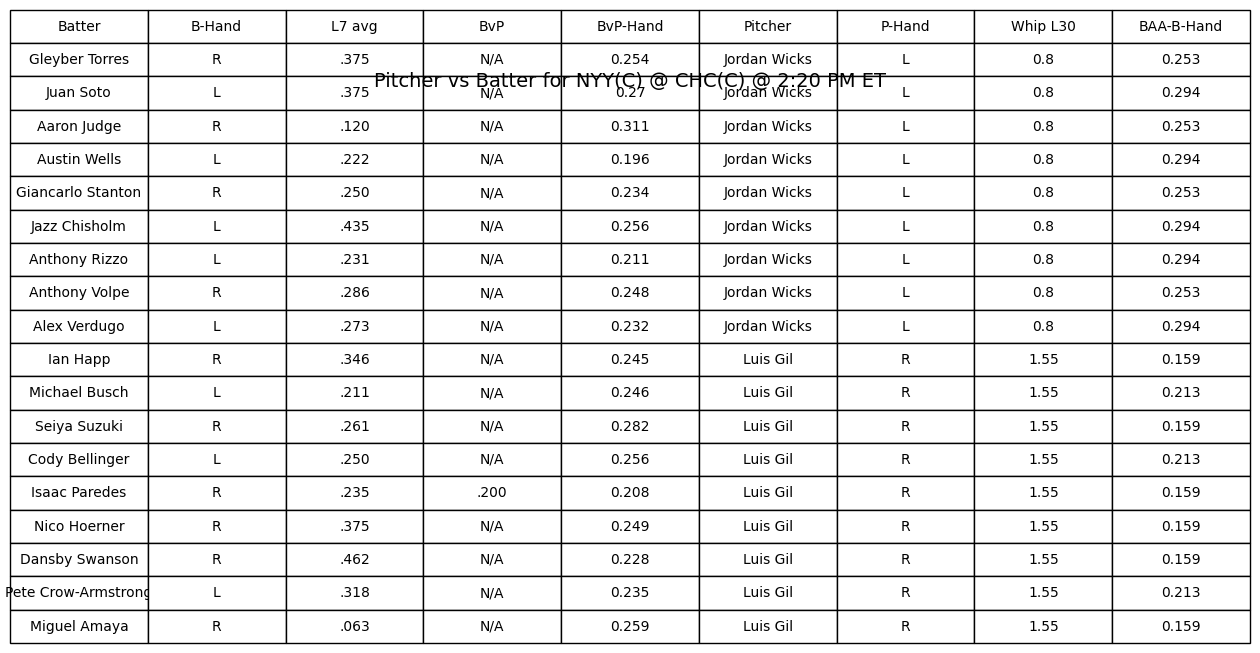 Batter B-Hand L7 avg BvP BvP-Hand Pitcher P-Hand Whip L30 BAA-B-Hand
Gleyber Torres R .375 N/A 0.254 Jordan Wicks L 0.8 0.253
Pitcher vs Batter for NYY(C) @ CHC(C) @ 2:20 PM ET
Juan Soto L .375 N/A 0.27 Jordan Wicks L 0.8 0.294
Aaron Judge R .120 N/A 0.311 Jordan Wicks L 0.8 0.253
Austin Wells L .222 N/A 0.196 Jordan Wicks L 0.8 0.294
Giancarlo Stanton R .250 N/A 0.234 Jordan Wicks L 0.8 0.253
Jazz Chisholm L .435 N/A 0.256 Jordan Wicks L 0.8 0.294
Anthony Rizzo L .231 N/A 0.211 Jordan Wicks L 0.8 0.294
Anthony Volpe R .286 N/A 0.248 Jordan Wicks L 0.8 0.253
Alex Verdugo L .273 N/A 0.232 Jordan Wicks L 0.8 0.294
Ian Happ R .346 N/A 0.245 Luis Gil R 1.55 0.159
Michael Busch L .211 N/A 0.246 Luis Gil R 1.55 0.213
Seiya Suzuki R .261 N/A 0.282 Luis Gil R 1.55 0.159
Cody Bellinger L .250 N/A 0.256 Luis Gil R 1.55 0.213
Isaac Paredes R .235 .200 0.208 Luis Gil R 1.55 0.159
Nico Hoerner R .375 N/A 0.249 Luis Gil R 1.55 0.159
Dansby Swanson R .462 N/A 0.228 Luis Gil R 1.55 0.159
Pete Crow-Armstrong L .318 N/A 0.235 Luis Gil R 1.55 0.213
Miguel Amaya R .063 N/A 0.259 Luis Gil R 1.55 0.159